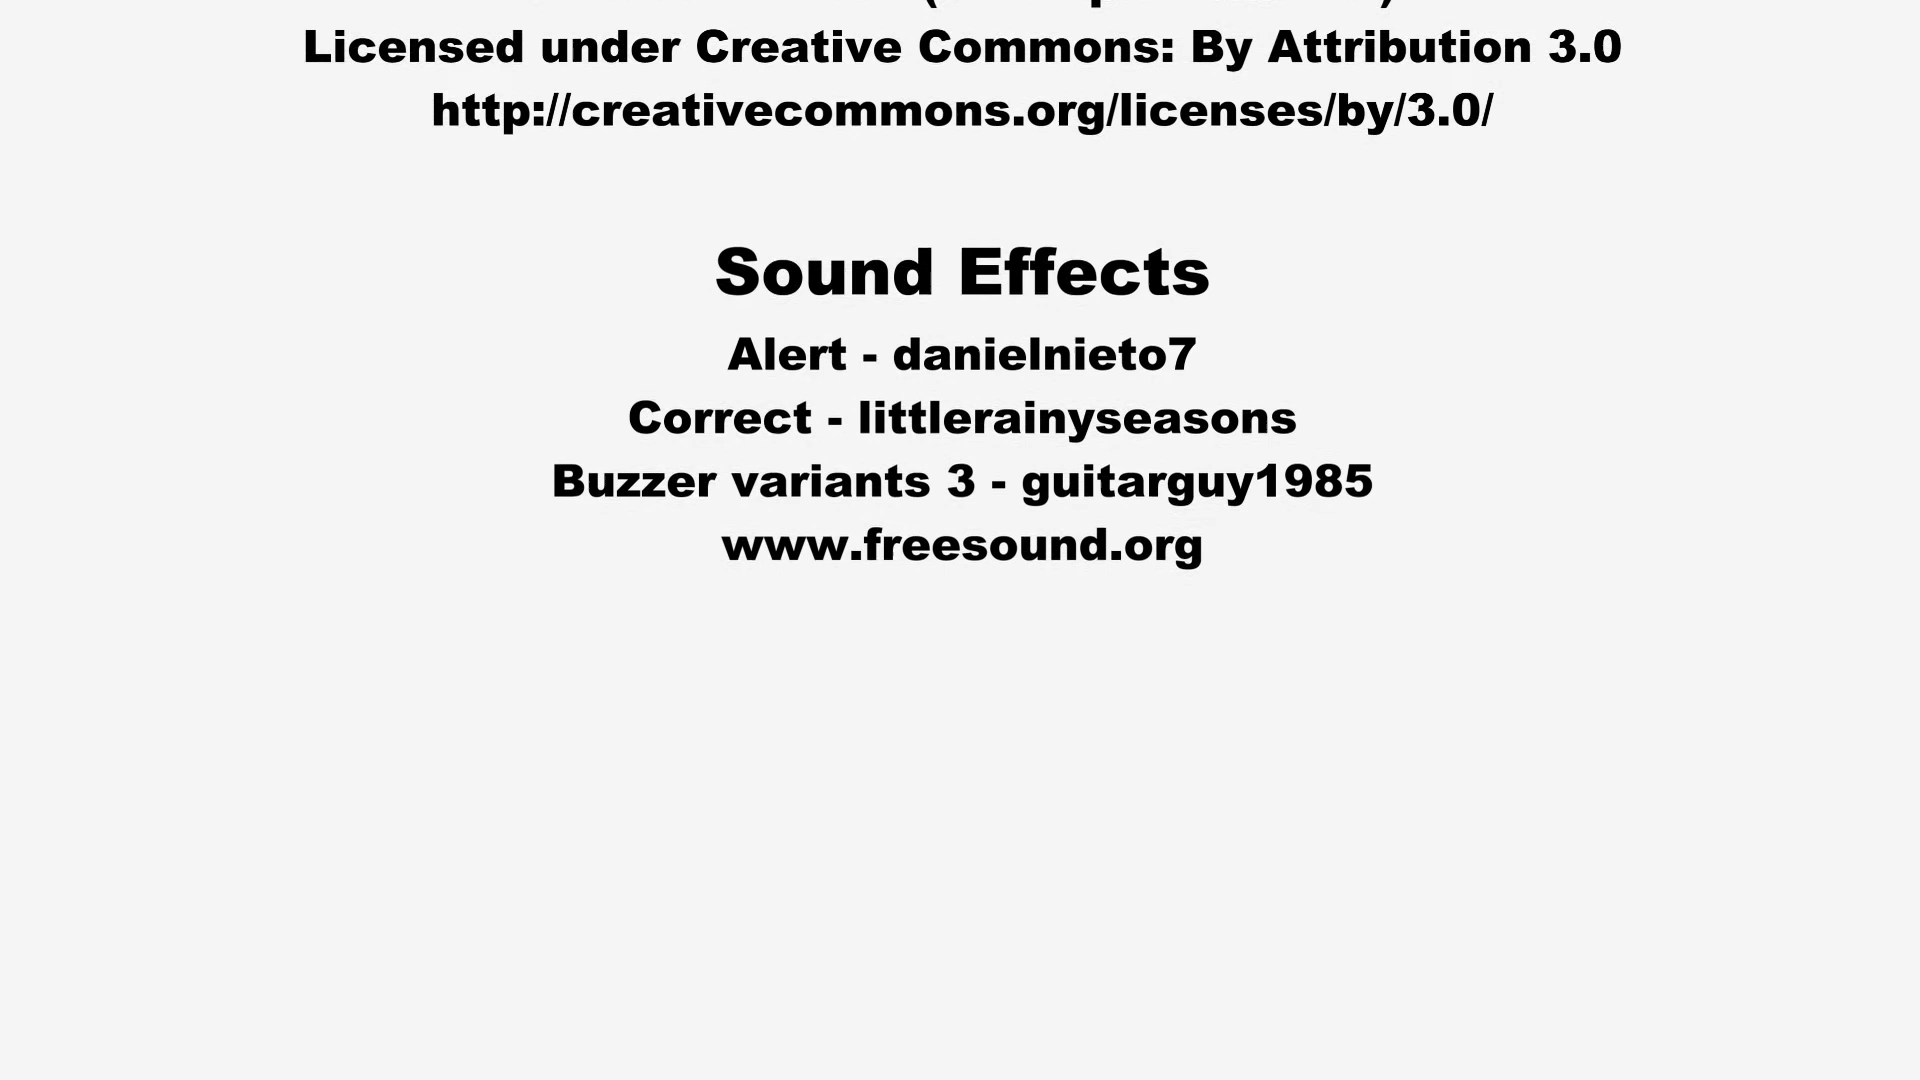 Licensed under Creative Commons: By Attribution 3.0
http://creativecommons.org/licenses/by/3.0/
Sound Effects
Alert - danielnieto7
Correct - littlerainyseasons
Buzzer variants 3 - guitarguy1985
www.freesound.org